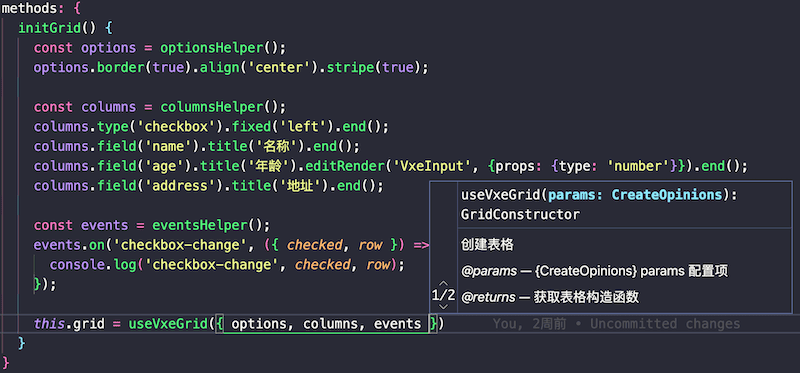 methods: {
initGrid() {
const options = optionsHelper();
options.border(true).align('center').stripe(true);
const columns = columnsHelper();
columns.type('checkbox').fixed('left').end();
columns.field('name').title('名称').end();
columns.field('age').title('年龄').editRender('VxeInput', {props: {type: 'number'}}).end();
columns.field('address').title('地址').end();
const events = eventsHelper();
events.on('checkbox-change', ({ checked, row }) =>
console.log('checkbox-change', checked, row);
});
useVxeGrid(params: CreateOpinions):
GridConstructor
创建表格
@params — {CreateOpinions} params 配置项
1/2
@returns — 获取表格构造函数
this.grid = useVxeGrid({ options, columns, events })
You, 2周前 • Uncommitted changes
}
}